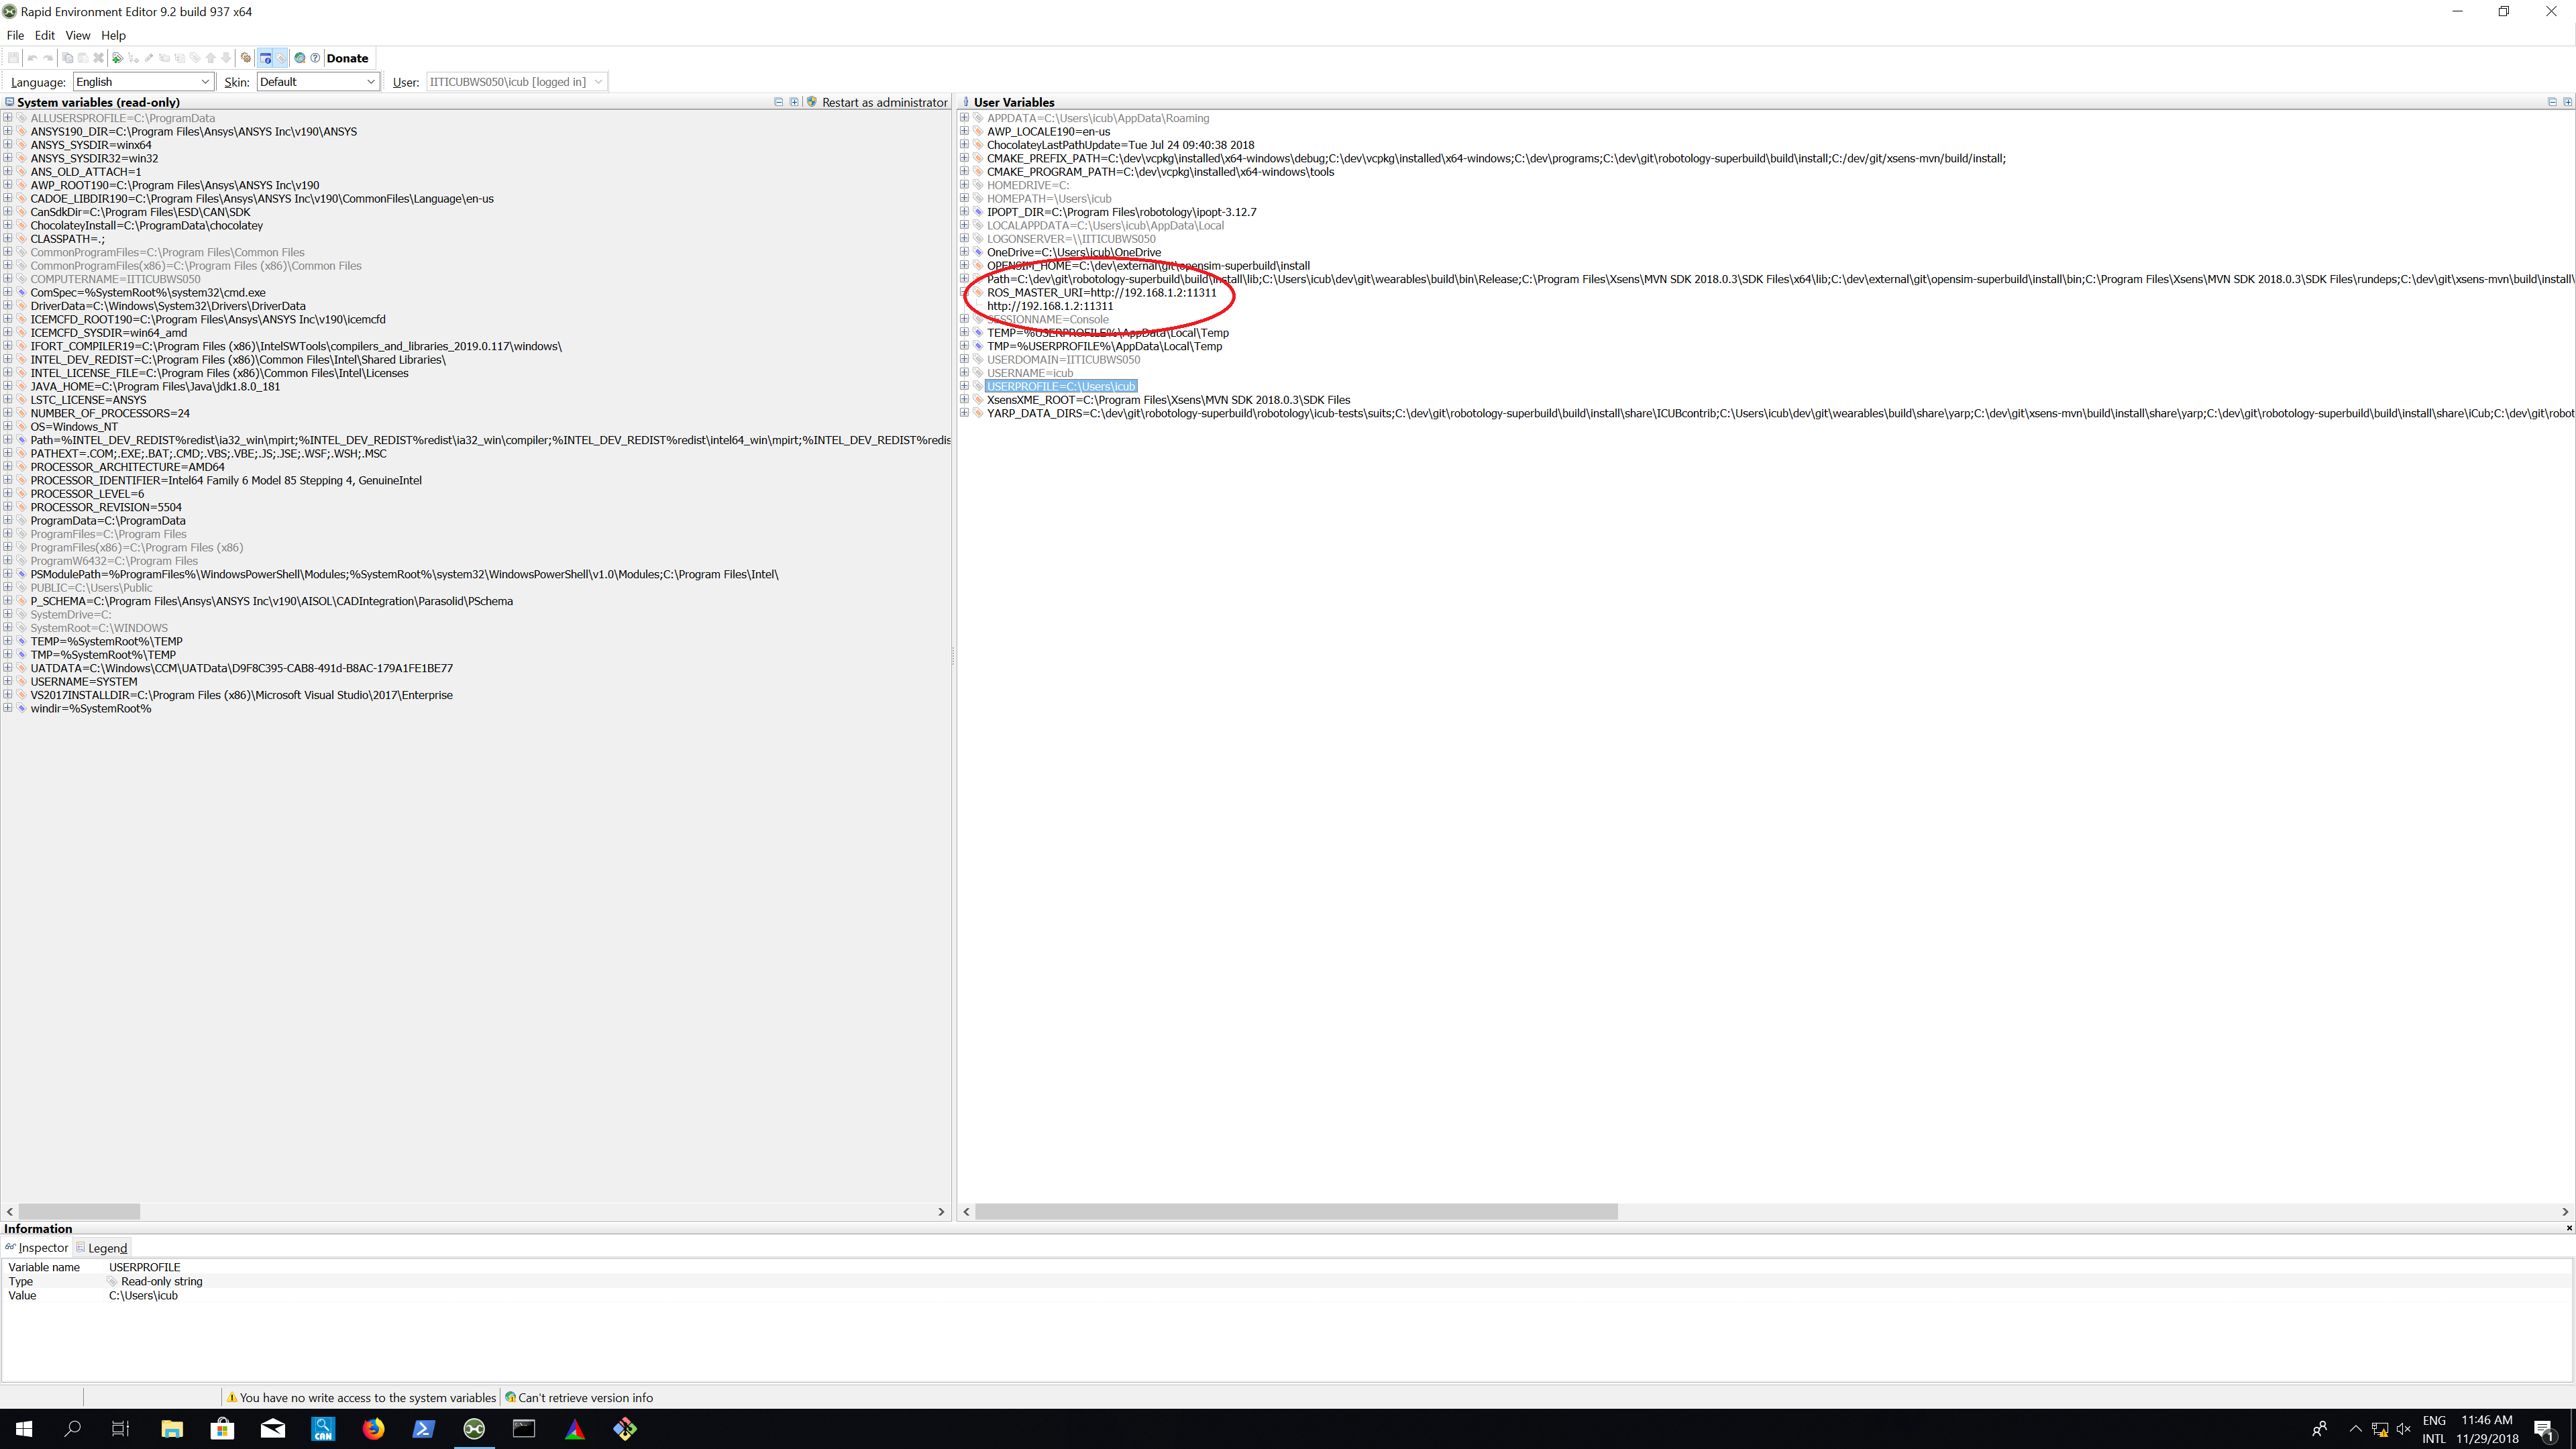 Rapid Environment Editor 9.2 build 937 x64
File Edit View Help
Donate
Language: English Skin: Default User: IITICUBWS050\icub [logged in]
System variables (read-only) Restart as administrator
ALLUSERSPROFILE=C:\ProgramData
ANSYS190_DIR=C:\Program Files\Ansys\ANSYS Inc\v190\ANSYS
ANSYS_SYSDIR=winx64
ANSYS_SYSDIR32=win32
ANS_OLD_ATTACH=1
AWP_ROOT190=C:\Program Files\Ansys\ANSYS Inc\v190
CADOE_LIBDIR190=C:\Program Files\Ansys\ANSYS Inc\v190\CommonFiles\Language\en-us
CanSdkDir=C:\Program Files\ESD\CAN\SDK
ChocolateyInstall=C:\ProgramData\chocolatey
CLASSPATH=.;
CommonProgramFiles=C:\Program Files\Common Files
CommonProgramFiles(x86)=C:\Program Files (x86)\Common Files
COMPUTERNAME=IITICUBWS050
ComSpec=%SystemRoot%\system32\cmd.exe
DriverData=C:\Windows\System32\Drivers\DriverData
ICEMCFD_ROOT190=C:\Program Files\Ansys\ANSYS Inc\v190\icemcfd
ICEMCFD_SYSDIR=win64_amd
IFORT_COMPILER19=C:\Program Files (x86)\IntelSWTools\compilers_and_libraries_2019.0.117\windows\
INTEL_DEV_REDIST=C:\Program Files (x86)\Common Files\Intel\Shared Libraries\
INTEL_LICENSE_FILE=C:\Program Files (x86)\Common Files\Intel\Licenses
JAVA_HOME=C:\Program Files\Java\jdk1.8.0_181
LSTC_LICENSE=ANSYS
NUMBER_OF_PROCESSORS=24
OS=Windows_NT
Path=%INTEL_DEV_REDIST%redist\ia32_win\mpirt;%INTEL_DEV_REDIST%redist\ia32_win\compiler;%INTEL_DEV_REDIST%redist\intel64_win\mpirt;%INTEL_DEV_REDIST%redis
PATHEXT=.COM;.EXE;.BAT;.CMD;.VBS;.VBE;.JS;.JSE;.WSF;.WSH;.MSC
PROCESSOR_ARCHITECTURE=AMD64
PROCESSOR_IDENTIFIER=Intel64 Family 6 Model 85 Stepping 4, GenuineIntel
PROCESSOR_LEVEL=6
PROCESSOR_REVISION=5504
ProgramData=C:\ProgramData
ProgramFiles=C:\Program Files
ProgramFiles(x86)=C:\Program Files (x86)
ProgramW6432=C:\Program Files
PSModulePath=%ProgramFiles%\WindowsPowerShell\Modules;%SystemRoot%\system32\WindowsPowerShell\v1.0\Modules;C:\Program Files\Intel\
PUBLIC=C:\Users\Public
P_SCHEMA=C:\Program Files\Ansys\ANSYS Inc\v190\AISOL\CADIntegration\Parasolid\PSchema
SystemDrive=C:
SystemRoot=C:\WINDOWS
TEMP=%SystemRoot%\TEMP
TMP=%SystemRoot%\TEMP
UATDATA=C:\Windows\CCM\UATData\D9F8C395-CAB8-491d-B8AC-179A1FE1BE77
USERNAME=SYSTEM
VS2017INSTALLDIR=C:\Program Files (x86)\Microsoft Visual Studio\2017\Enterprise
windir=%SystemRoot%
User Variables
APPDATA=C:\Users\icub\AppData\Roaming
AWP_LOCALE190=en-us
ChocolateyLastPathUpdate=Tue Jul 24 09:40:38 2018
CMAKE_PREFIX_PATH=C:\dev\vcpkg\installed\x64-windows\debug;C:\dev\vcpkg\installed\x64-windows;C:\dev\programs;C:\dev\git\robotology-superbuild\build\install;C:/dev/git/xsens-mvn/build/install;
CMAKE_PROGRAM_PATH=C:\dev\vcpkg\installed\x64-windows\tools
HOMEDRIVE=C:
HOMEPATH=\Users\icub
IPOPT_DIR=C:\Program Files\robotology\ipopt-3.12.7
LOCALAPPDATA=C:\Users\icub\AppData\Local
LOGONSERVER=\\IITICUBWS050
OneDrive=C:\Users\icub\OneDrive
OPENSIM_HOME=C:\dev\external\git\opensim-superbuild\install
Path=C:\dev\git\robotology-superbuild\build\install\lib;C:\Users\icub\dev\git\wearables\build\bin\Release;C:\Program Files\Xsens\MVN SDK 2018.0.3\SDK Files\x64\lib;C:\dev\external\git\opensim-superbuild\install\bin;C:\Program Files\Xsens\MVN SDK 2018.0.3\SDK Files\rundeps;C:\dev\git\xsens-mvn\build\install\
ROS_MASTER_URI=http://192.168.1.2:11311
http://192.168.1.2:11311
SESSIONNAME=Console
TEMP=%USERPROFILE%\AppData\Local\Temp
TMP=%USERPROFILE%\AppData\Local\Temp
USERDOMAIN=IITICUBWS050
USERNAME=icub
USERPROFILE=C:\Users\icub
XsensXME_ROOT=C:\Program Files\Xsens\MVN SDK 2018.0.3\SDK Files
YARP_DATA_DIRS=C:\dev\git\robotology-superbuild\robotology\icub-tests\suits;C:\dev\git\robotology-superbuild\build\install\share\ICUBcontrib;C:\Users\icub\dev\git\wearables\build\share\yarp;C:\dev\git\xsens-mvn\build\install\share\yarp;C:\dev\git\robotology-superbuild\build\install\share\iCub;C:\dev\git\robot
Information
Inspector Legend
Variable name USERPROFILE
Type Read-only string
Value C:\Users\icub
You have no write access to the system variables Can't retrieve version info
CAN
ENG 11:46 AM
INTL 11/29/2018
1